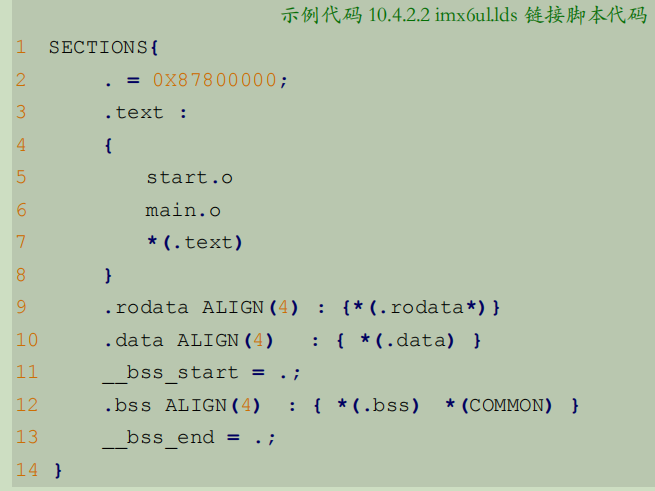 示例代码 10.4.2.2 imx6ul.lds 链接脚本代码
1 SECTIONS{
2     . = 0X87800000;
3     .text :
4     {
5         start.o
6         main.o
7         *(.text)
8     }
9     .rodata ALIGN(4) : {*(.rodata*)}
10     .data ALIGN(4)   : { *(.data) }
11     __bss_start = .;
12     .bss ALIGN(4)  : { *(.bss)  *(COMMON) }
13     __bss_end = .;
14 }